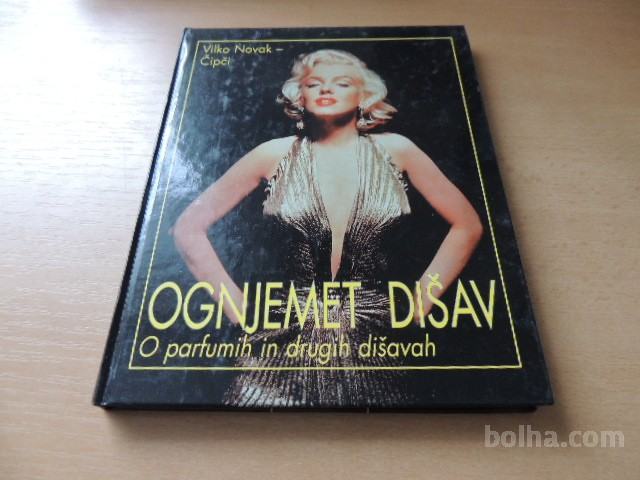 Vilko Novak –
Čipči
OGNJEMET DIŠAV
O parfumih in drugih dišavah
bolha.com